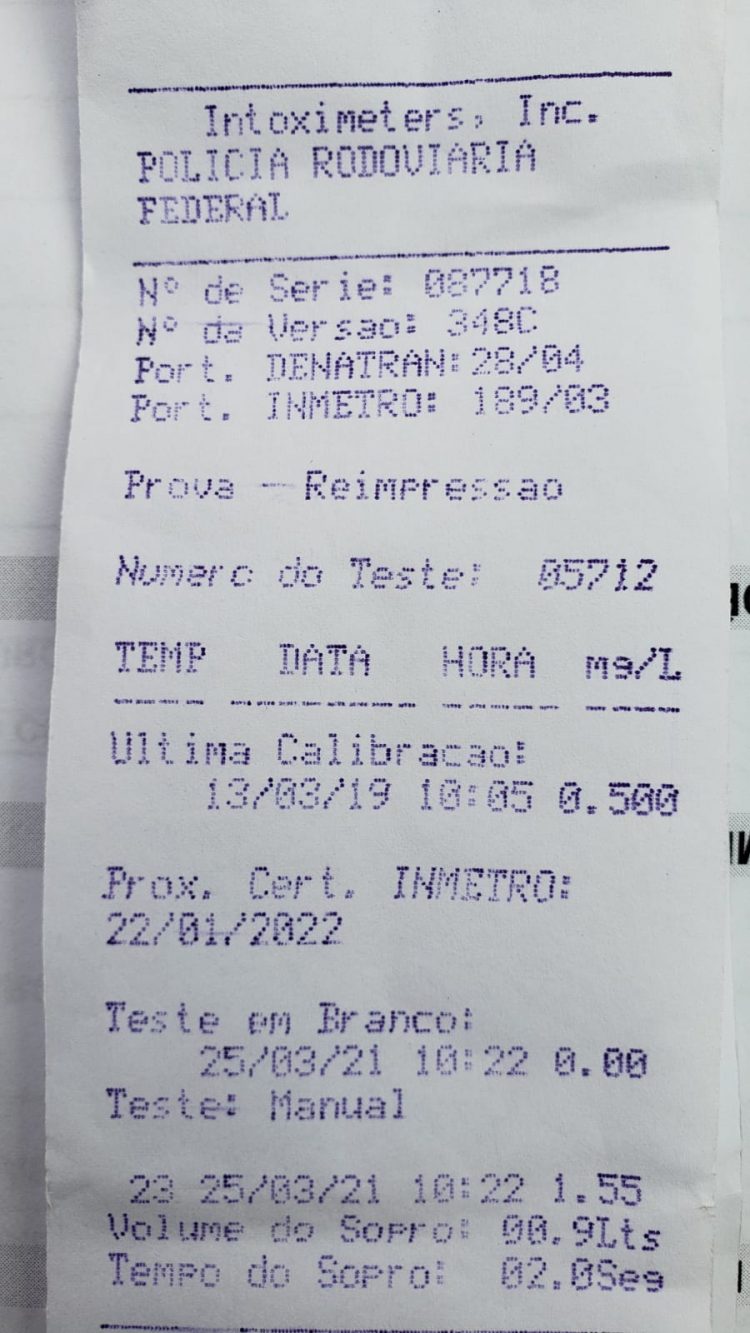 Intoximeters, Inc.
POLICIA RODOVIARIA
FEDERAL
Nº de Serie: 087718
Nº da Versao: 348C
Port. DENATRAN: 28/04
Port. INMETRO: 189/03
Prova - Reimpressao
Numero do Teste: 05712
TEMP DATA HORA mg/L
Ultima Calibracao:
13/03/19 10:05 0.500
Prox. Cert. INMETRO:
22/01/2022
Teste em Branco:
25/03/21 10:22 0.00
Teste: Manual
23 25/03/21 10:22 1.55
Volume do Sopro: 00.9Lts
Tempo do Sopro: 02.0Seg